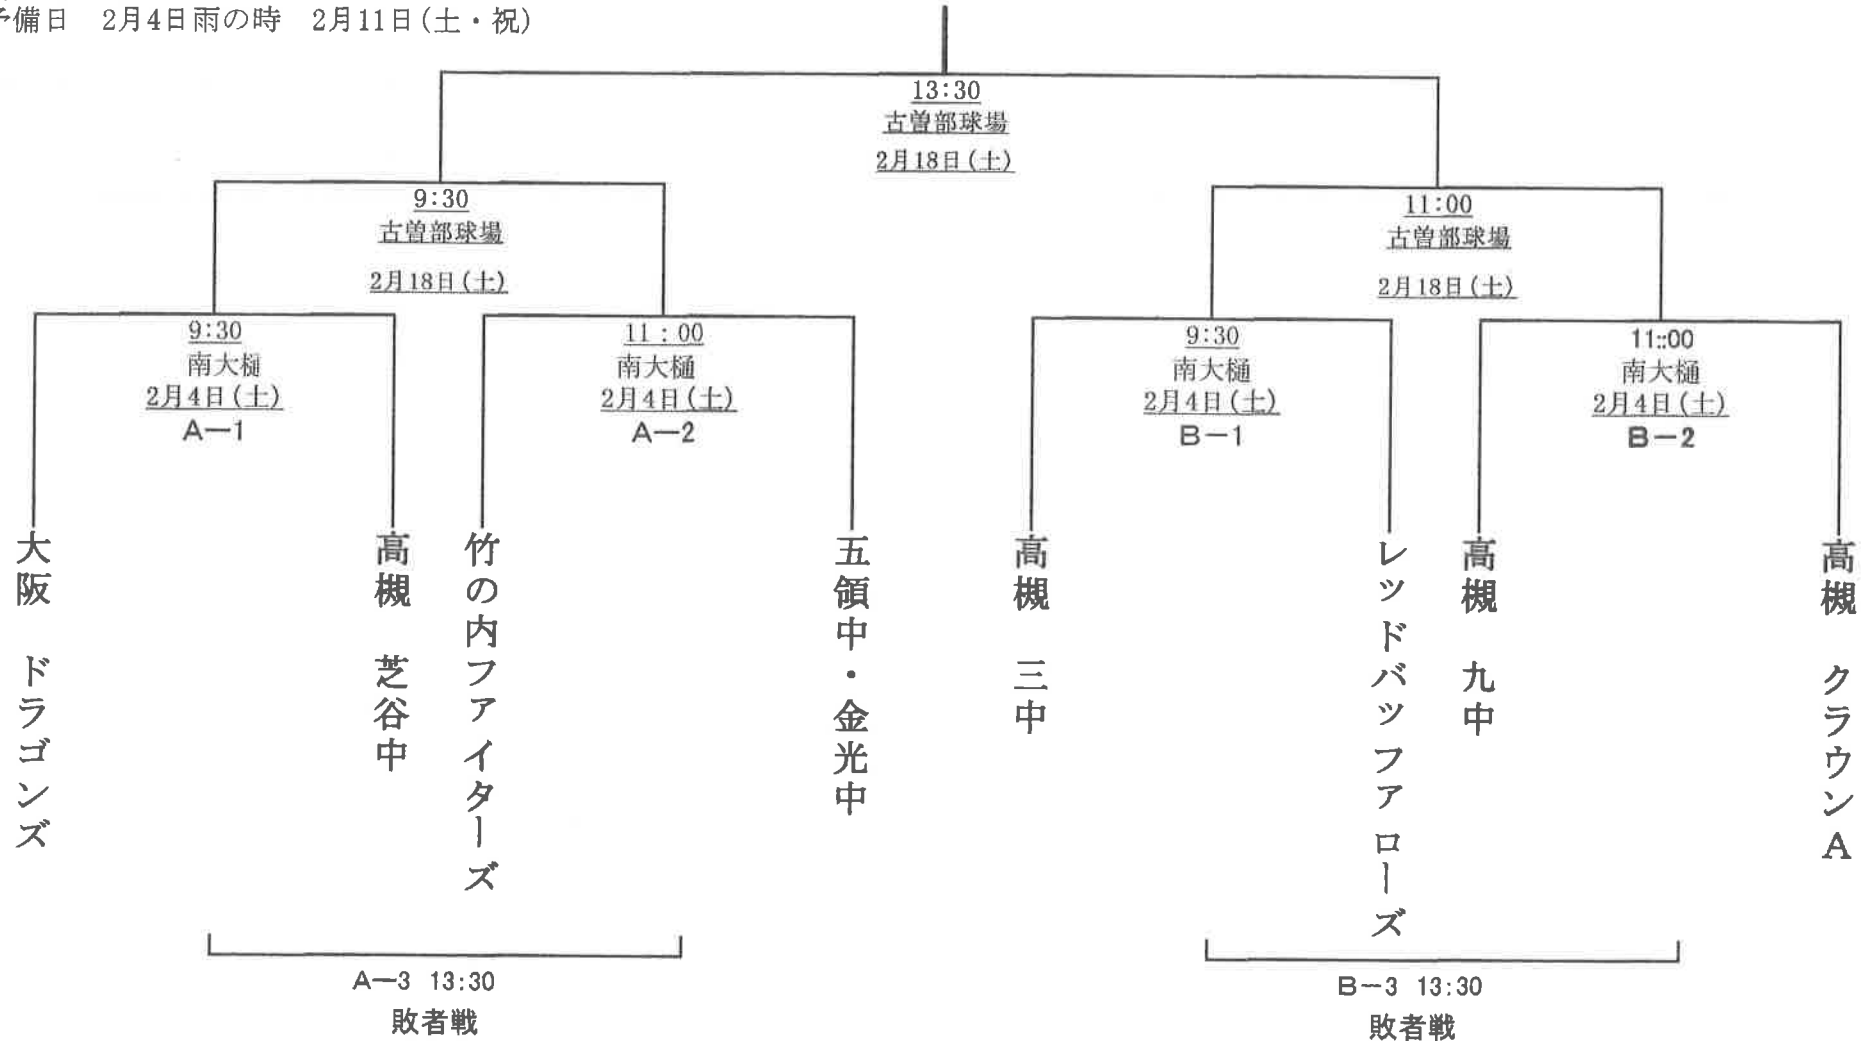 予備日　2月4日雨の時　2月11日(土・祝)
13:30
古曽部球場
2月18日(土)
9:30
古曽部球場
2月18日(土)
11:00
古曽部球場
2月18日(土)
9:30
南大樋
2月4日(土)
A－1
11：00
南大樋
2月4日(土)
A－2
9:30
南大樋
2月4日(土)
B－1
11::00
南大樋
2月4日(土)
B－2
大阪　ドラゴンズ
高槻　芝谷中
竹の内ファイターズ
五領中・金光中
高槻　三中
レッドバッファローズ
高槻　九中
高槻　クラウンA
A－3 13:30
敗者戦
B－3 13:30
敗者戦